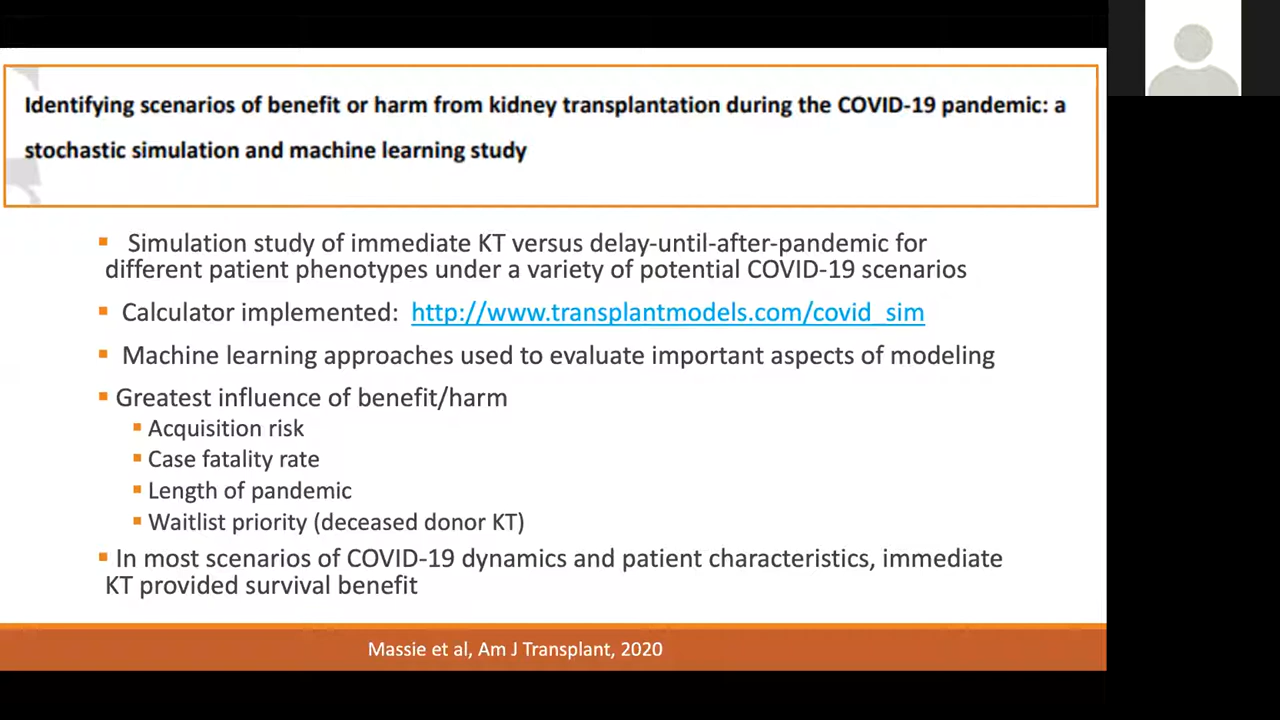 Identifying scenarios of benefit or harm from kidney transplantation during the COVID-19 pandemic: a
stochastic simulation and machine learning study
Simulation study of immediate KT versus delay-until-after-pandemic for
different patient phenotypes under a variety of potential COVID-19 scenarios
Calculator implemented: http://www.transplantmodels.com/covid_sim
Machine learning approaches used to evaluate important aspects of modeling
Greatest influence of benefit/harm
Acquisition risk
Case fatality rate
Length of pandemic
Waitlist priority (deceased donor KT)
In most scenarios of COVID-19 dynamics and patient characteristics, immediate
KT provided survival benefit
Massie et al, Am J Transplant, 2020